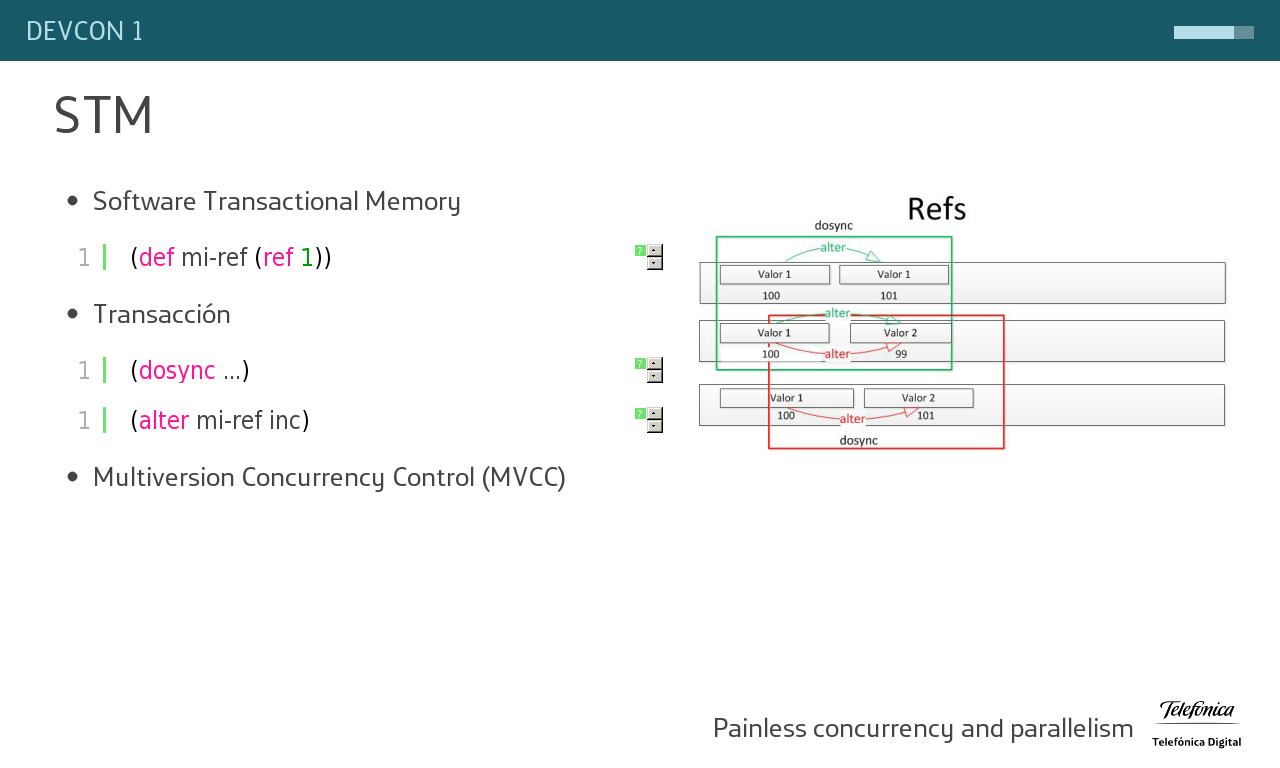 DEVCON 1
STM
Software Transactional Memory
1 (def mi-ref (ref 1))
?
Transacción
1 (dosync ...)
?
1 (alter mi-ref inc)
?
Multiversion Concurrency Control (MVCC)
Refs
dosync
alter
Valor 1 Valor 1
100 101
alter
Valor 1 Valor 2
100 alter 99
Valor 1 Valor 2
100 alter 101
dosync
Painless concurrency and parallelism
Telefónica
Telefónica Digital